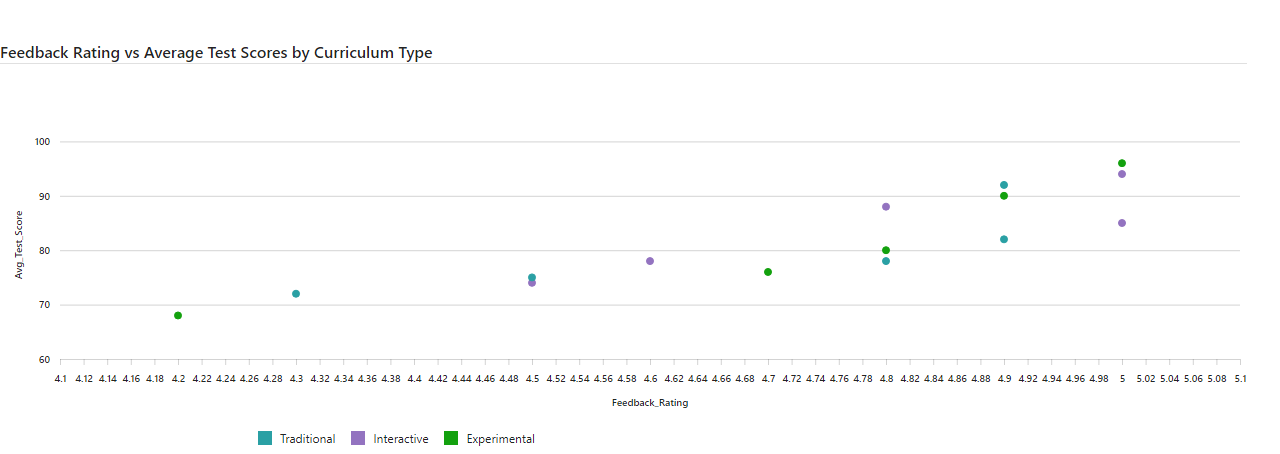 Feedback Rating vs Average Test Scores by Curriculum Type
100
90
80
70
60
Avg_Test_Score
4.1 4.12 4.14 4.16 4.18 4.2 4.22 4.24 4.26 4.28 4.3 4.32 4.34 4.36 4.38 4.4 4.42 4.44 4.46 4.48 4.5 4.52 4.54 4.56 4.58 4.6 4.62 4.64 4.66 4.68 4.7 4.72 4.74 4.76 4.78 4.8 4.82 4.84 4.86 4.88 4.9 4.92 4.94 4.96 4.98 5 5.02 5.04 5.06 5.08 5.1
Feedback_Rating
Traditional Interactive Experimental